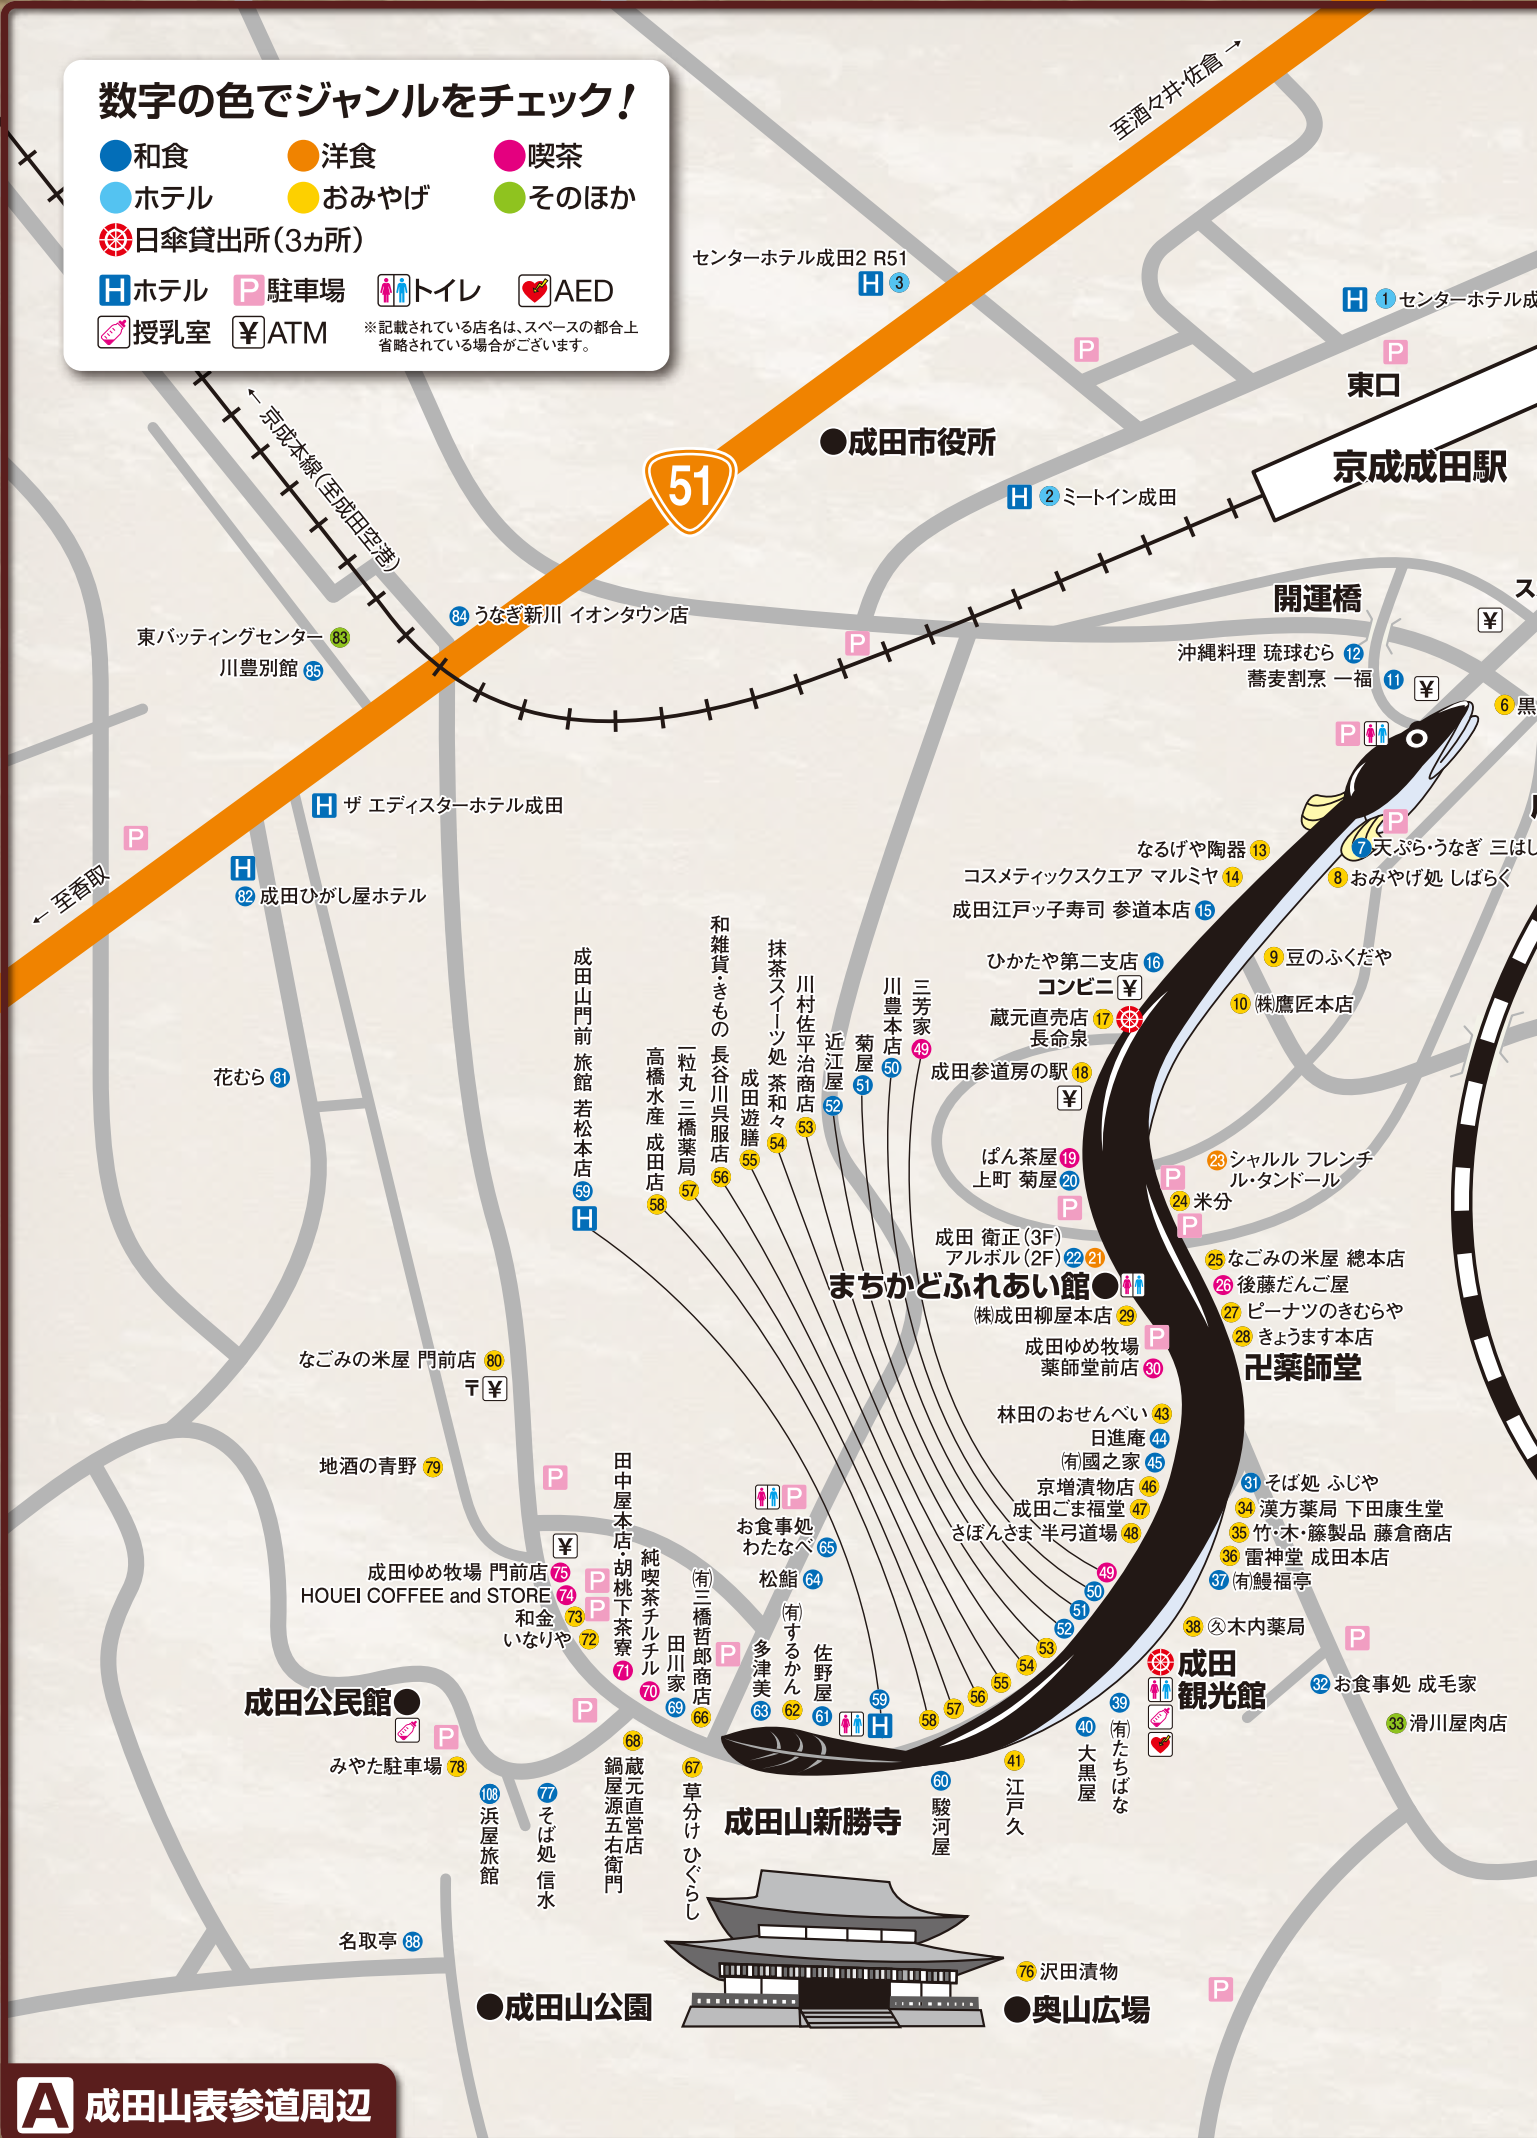 数字の色でジャンルをチェック！
和食
洋食
喫茶
ホテル
おみやげ
そのほか
日傘貸出所（3ヵ所）
H ホテル
P 駐車場
トイレ
AED
授乳室
¥ ATM
※記載されている店名は、スペースの都合上
省略されている場合がございます。
至酒々井・佐倉 →
センターホテル成田2 R51
H 3
H 1 センターホテル成
P
P
東口
京成成田駅
●成田市役所
51
H 2 ミートイン成田
← 京成本線（至成田空港）
84 うなぎ新川 イオンタウン店
東バッティングセンター 83
川豊別館 85
P
開運橋
ス
¥
沖縄料理 琉球むら 12
蕎麦割烹 一福 11
¥
6 黒
P
P
H ザ エディスターホテル成田
P
H
82 成田ひがし屋ホテル
← 至香取
なるげや陶器 13
7 天ぷら・うなぎ 三はし
コスメティックスクエア マルミヤ 14
8 おみやげ処 しばらく
成田江戸ッ子寿司 参道本店 15
ひかたや第二支店 16
9 豆のふくだや
コンビニ ¥
10 ㈱鷹匠本店
蔵元直売店 17
長命泉
成田参道房の駅 18
¥
三芳家 49
川豊本店 50
菊屋 51
近江屋 52
川村佐平治商店 53
抹茶スイーツ処 茶和々 54
成田遊膳 55
和雑貨・きもの 長谷川呉服店 56
一粒丸 三橋薬局 57
高橋水産 成田店 58
成田山門前 旅館 若松本店 59
H
花むら 81
ぱん茶屋 19
上町 菊屋 20
P
23 シャルル フレンチ
ル・タンドール
P
24 米分
P
成田 衛正（3F）
アルボル（2F） 22 21
25 なごみの米屋 總本店
まちかどふれあい館●
26 後藤だんご屋
㈱成田柳屋本店 29
27 ピーナツのきむらや
28 きょうます本店
成田ゆめ牧場 P
薬師堂前店 30
卍薬師堂
なごみの米屋 門前店 80
〒 ¥
林田のおせんべい 43
日進庵 44
㈲國之家 45
京増漬物店 46
成田ごま福堂 47
さぼんさま 半弓道場 48
31 そば処 ふじや
34 漢方薬局 下田康生堂
35 竹・木・籐製品 藤倉商店
36 雷神堂 成田本店
37 ㈲鰻福亭
地酒の青野 79
P
P
お食事処
わたなべ 65
松鮨 64
49
50
51
52
53
54
55
56
57
58
59
H
38 ㊋木内薬局
成田
観光館
P
32 お食事処 成毛家
33 滑川屋肉店
39 ㈲たちばな
40 大黒屋
41 江戸久
60 駿河屋
¥
成田ゆめ牧場 門前店 75
P
HOUEI COFFEE and STORE 74
P
和金 73
いなりや 72
田中屋本店・胡桃下茶寮 71
純喫茶チルチル 70
田川家 69
㈲三橋哲郎商店 66
P
多津美 63
㈲するかん 62
佐野屋 61
成田公民館●
P
P
みやた駐車場 78
108 浜屋旅館
77 そば処 信水
68 蔵元直営店
鍋屋源五右衛門
67 草分け ひぐらし
成田山新勝寺
名取亭 88
76 沢田漬物
●成田山公園
●奥山広場
P
A 成田山表参道周辺